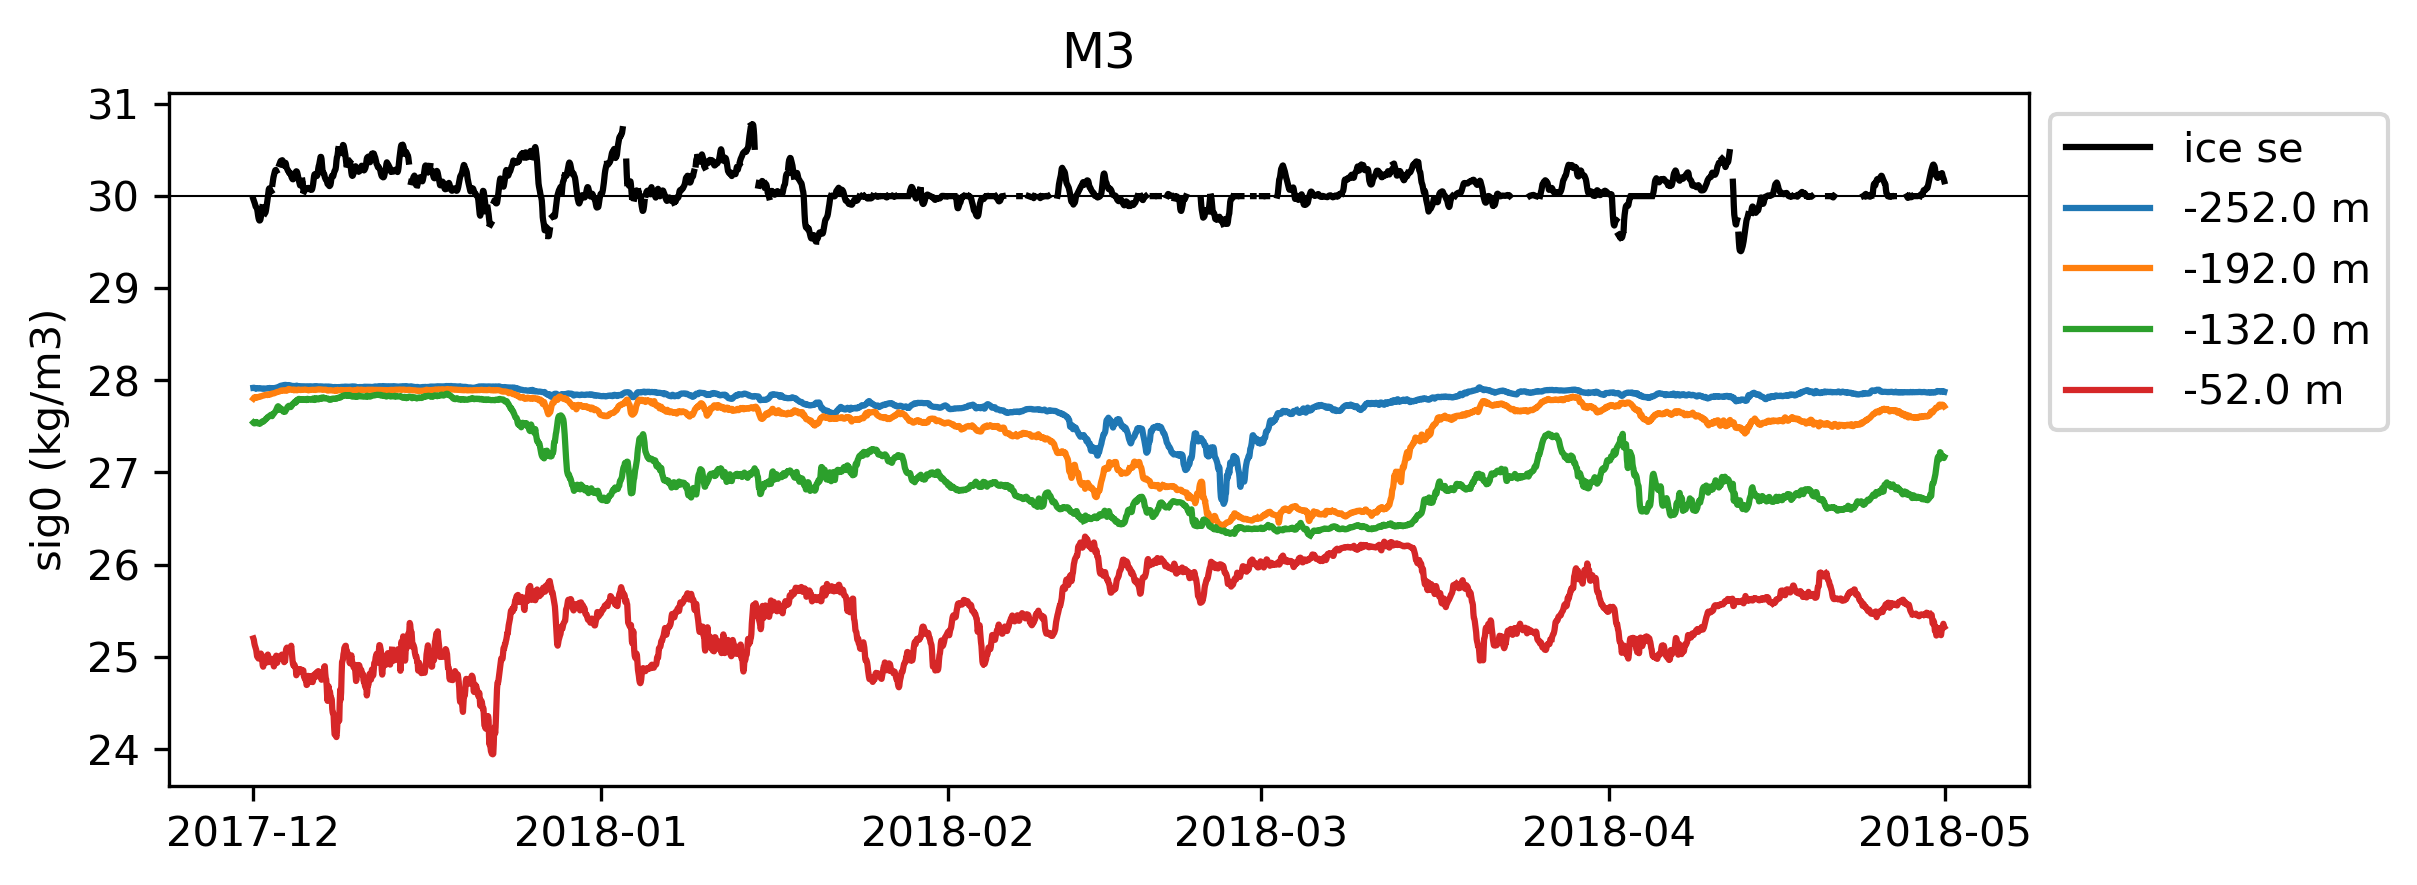 M3
sig0 (kg/m3)
31
30
29
28
27
26
25
24
2017-12
2018-01
2018-02
2018-03
2018-04
2018-05
ice se
-252.0 m
-192.0 m
-132.0 m
-52.0 m